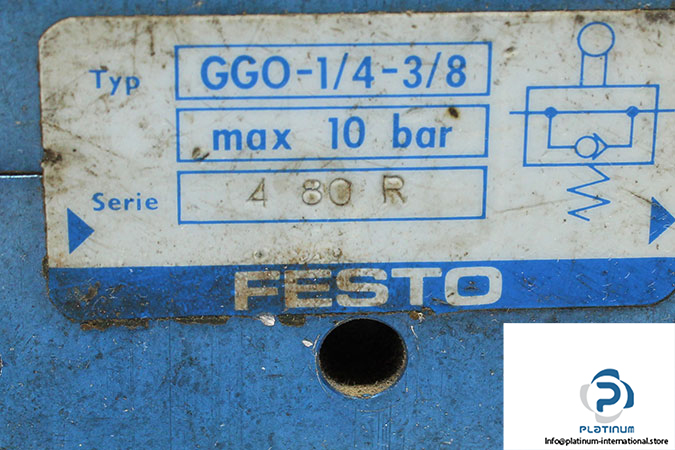 Typ GGO-1/4-3/8
max 10 bar
Serie 4 80 R
FESTO
PLATINUM
Info@platinum-international.store